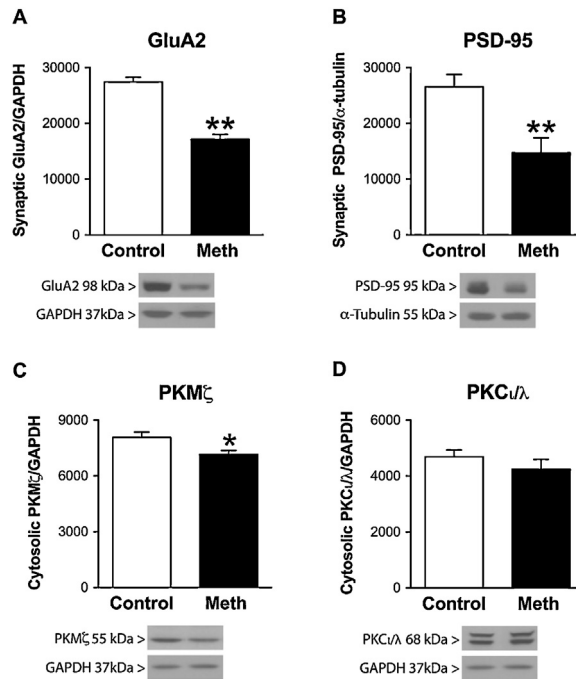 A
GluA2
Synaptic GluA2/GAPDH
30000
20000
10000
0
**
Control Meth
GluA2 98 kDa >
GAPDH 37kDa >
B
PSD-95
Synaptic PSD-95/α-tubulin
30000
20000
10000
0
**
Control Meth
PSD-95 95 kDa >
α-Tubulin 55 kDa >
C
PKMζ
Cytosolic PKMζ/GAPDH
9000
6000
3000
0
*
Control Meth
PKMζ 55 kDa >
GAPDH 37kDa >
D
PKCι/λ
Cytosolic PKCι/λ/GAPDH
6000
4000
2000
0
Control Meth
PKCι/λ 68 kDa >
GAPDH 37kDa >